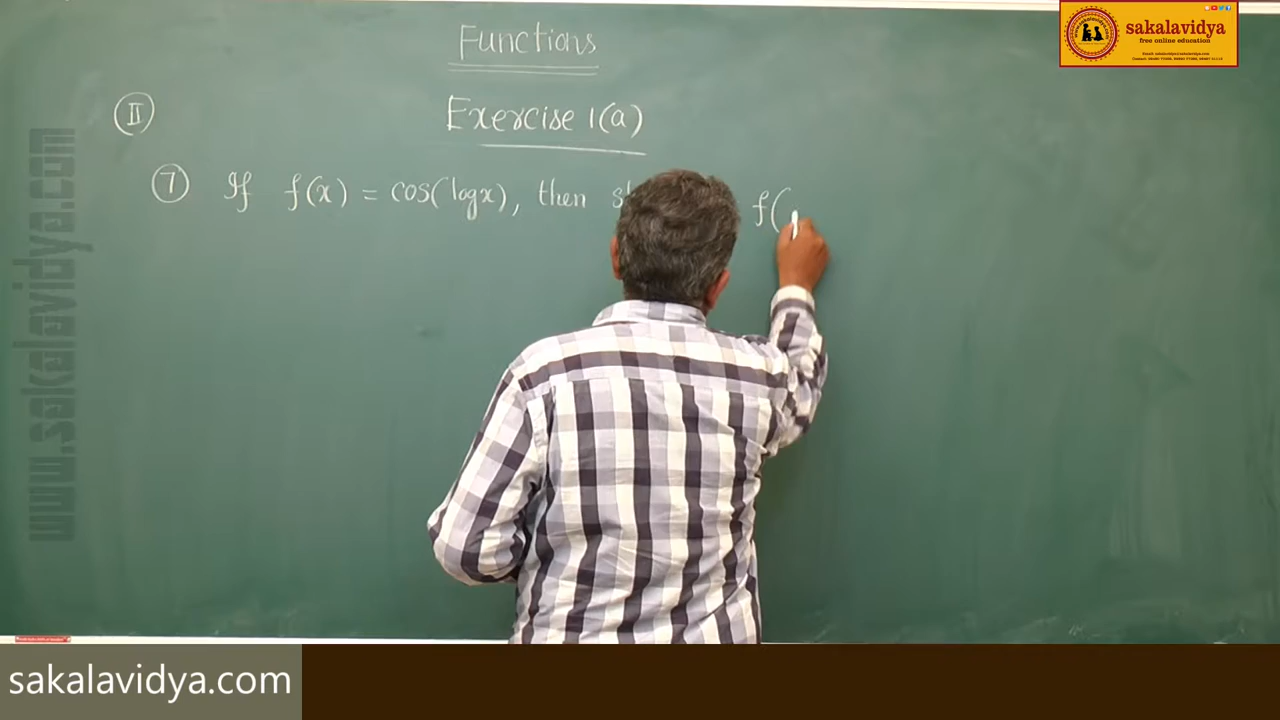 Functions
Exercise 1(a)
II
7 If f(x) = cos(logx), then f(
sakalavidya
free online education
www.sakalavidya.com
sakalavidya.com